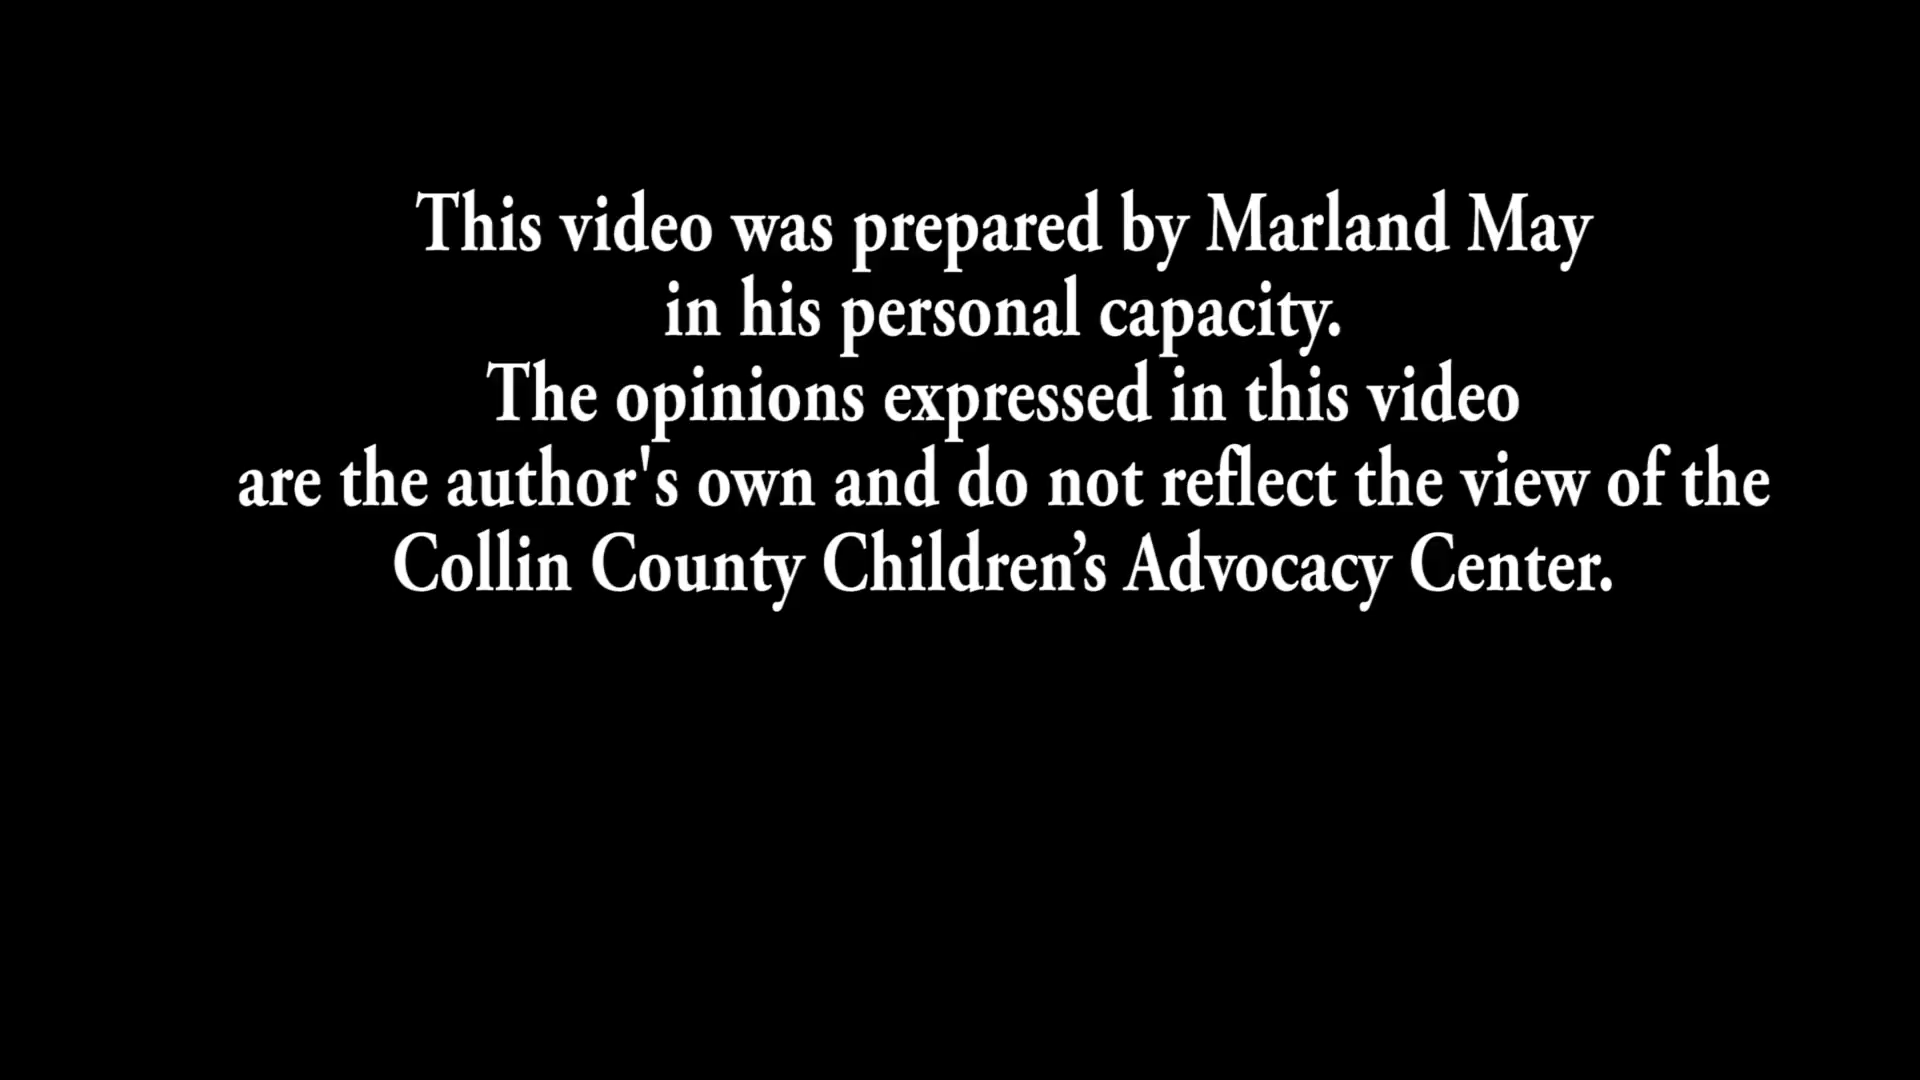 This video was prepared by Marland May
in his personal capacity.
The opinions expressed in this video
are the author's own and do not reflect the view of the
Collin County Children’s Advocacy Center.